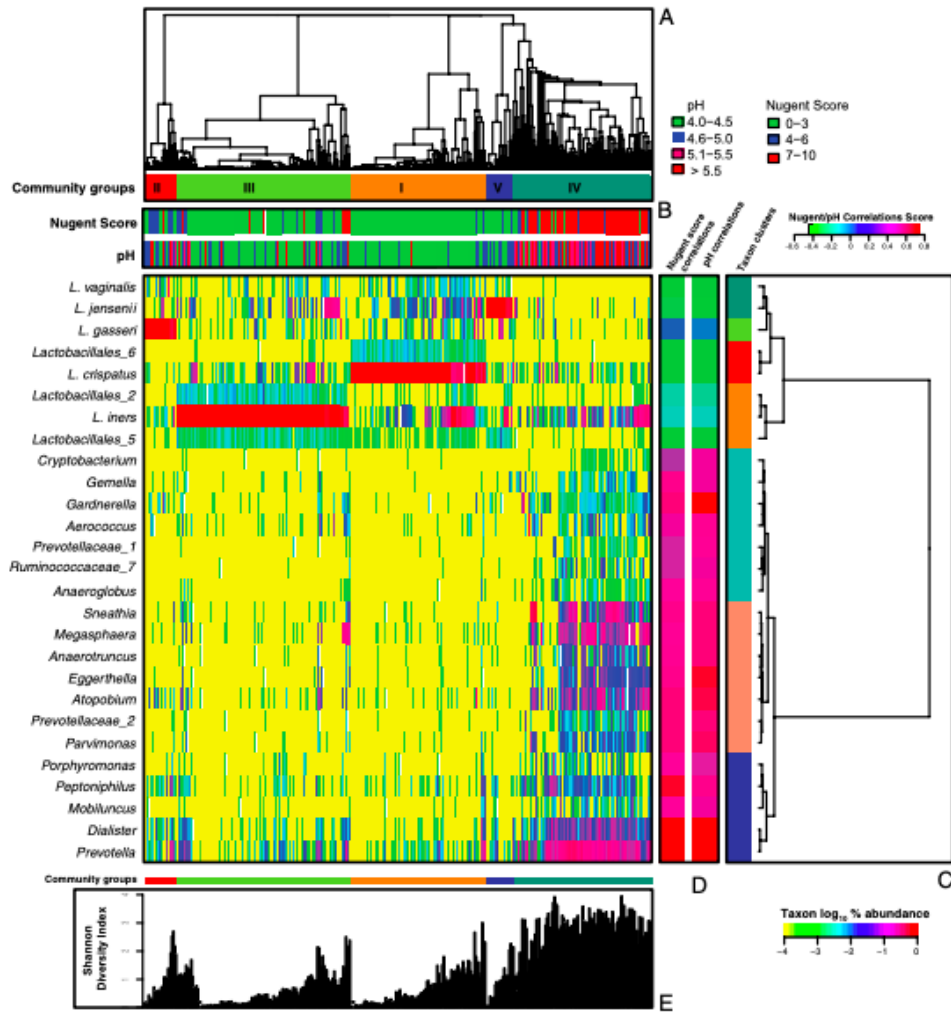 A
pH
4.0–4.5
4.6–5.0
5.1–5.5
> 5.5
Nugent Score
0–3
4–6
7–10
Community groups
II
III
I
V
IV
Nugent Score
pH
B
Nugent score
correlations
pH correlations
Taxon clusters
Nugent/pH Correlations Score
-0.6 -0.4 -0.2 0 0.2 0.4 0.6 0.8
L. vaginalis
L. jensenii
L. gasseri
Lactobacillales_6
L. crispatus
Lactobacillales_2
L. iners
Lactobacillales_5
Cryptobacterium
Gemella
Gardnerella
Aerococcus
Prevotellaceae_1
Ruminococcaceae_7
Anaeroglobus
Sneathia
Megasphaera
Anaerotruncus
Eggerthella
Atopobium
Prevotellaceae_2
Parvimonas
Porphyromonas
Peptoniphilus
Mobiluncus
Dialister
Prevotella
Community groups
D
C
Shannon
Diversity Index
1 2 3 4
E
Taxon log10 % abundance
−4 −3 −2 −1 0